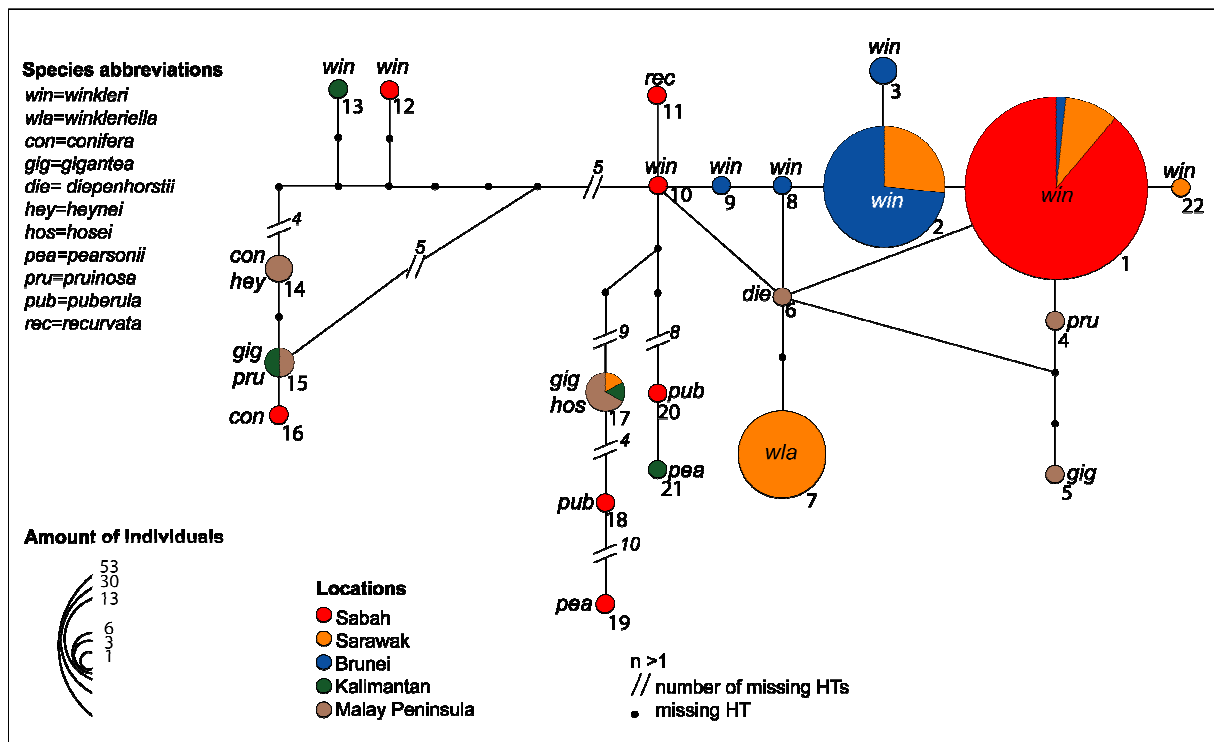 Species abbreviations
win=winkleri
wla=winkleriella
con=conifera
gig=gigantea
die= diepenhorstii
hey=heynei
hos=hosei
pea=pearsonii
pru=pruinosa
pub=puberula
rec=recurvata
win
13
win
12
rec
11
win
3
5
win
10
win
9
win
8
win
2
win
1
win
22
4
5
con
hey
14
die
6
pru
4
gig
pru
15
9
8
gig
hos
17
pub
20
con
16
4
pea
21
wla
7
gig
5
pub
18
10
pea
19
Amount of Individuals
53
30
13
6
3
1
Locations
Sabah
Sarawak
Brunei
Kalimantan
Malay Peninsula
n >1
// number of missing HTs
missing HT